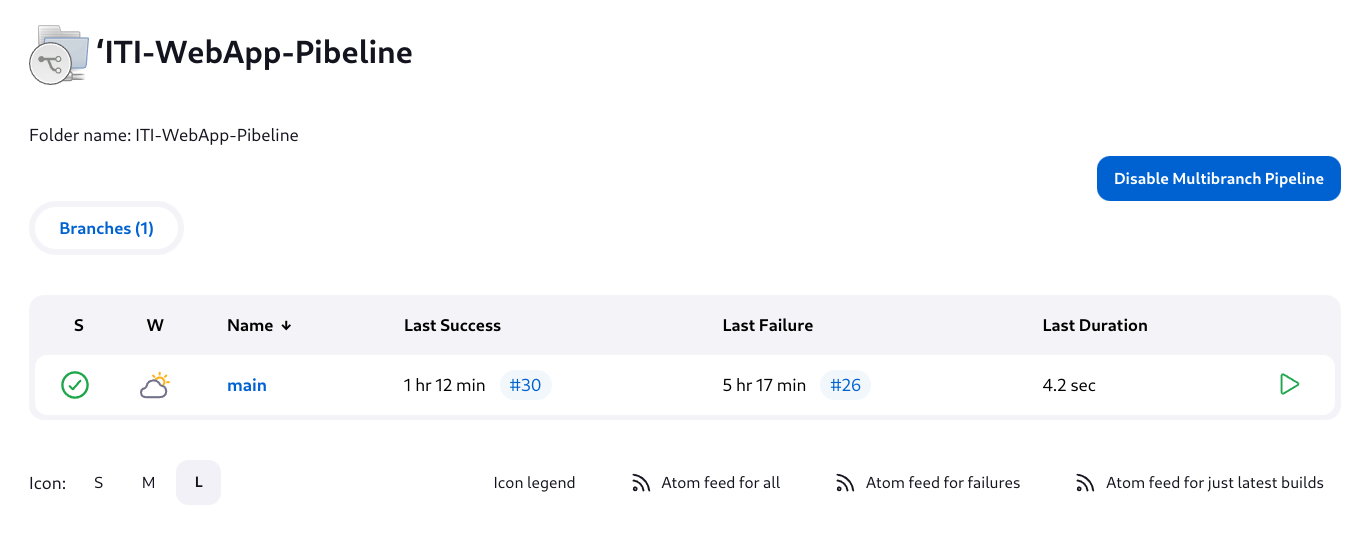 ‘ITI-WebApp-Pibeline
Folder name: ITI-WebApp-Pibeline
Disable Multibranch Pipeline
Branches (1)
S W Name ↓ Last Success Last Failure Last Duration
main 1 hr 12 min #30 5 hr 17 min #26 4.2 sec
Icon: S M L Icon legend Atom feed for all Atom feed for failures Atom feed for just latest builds